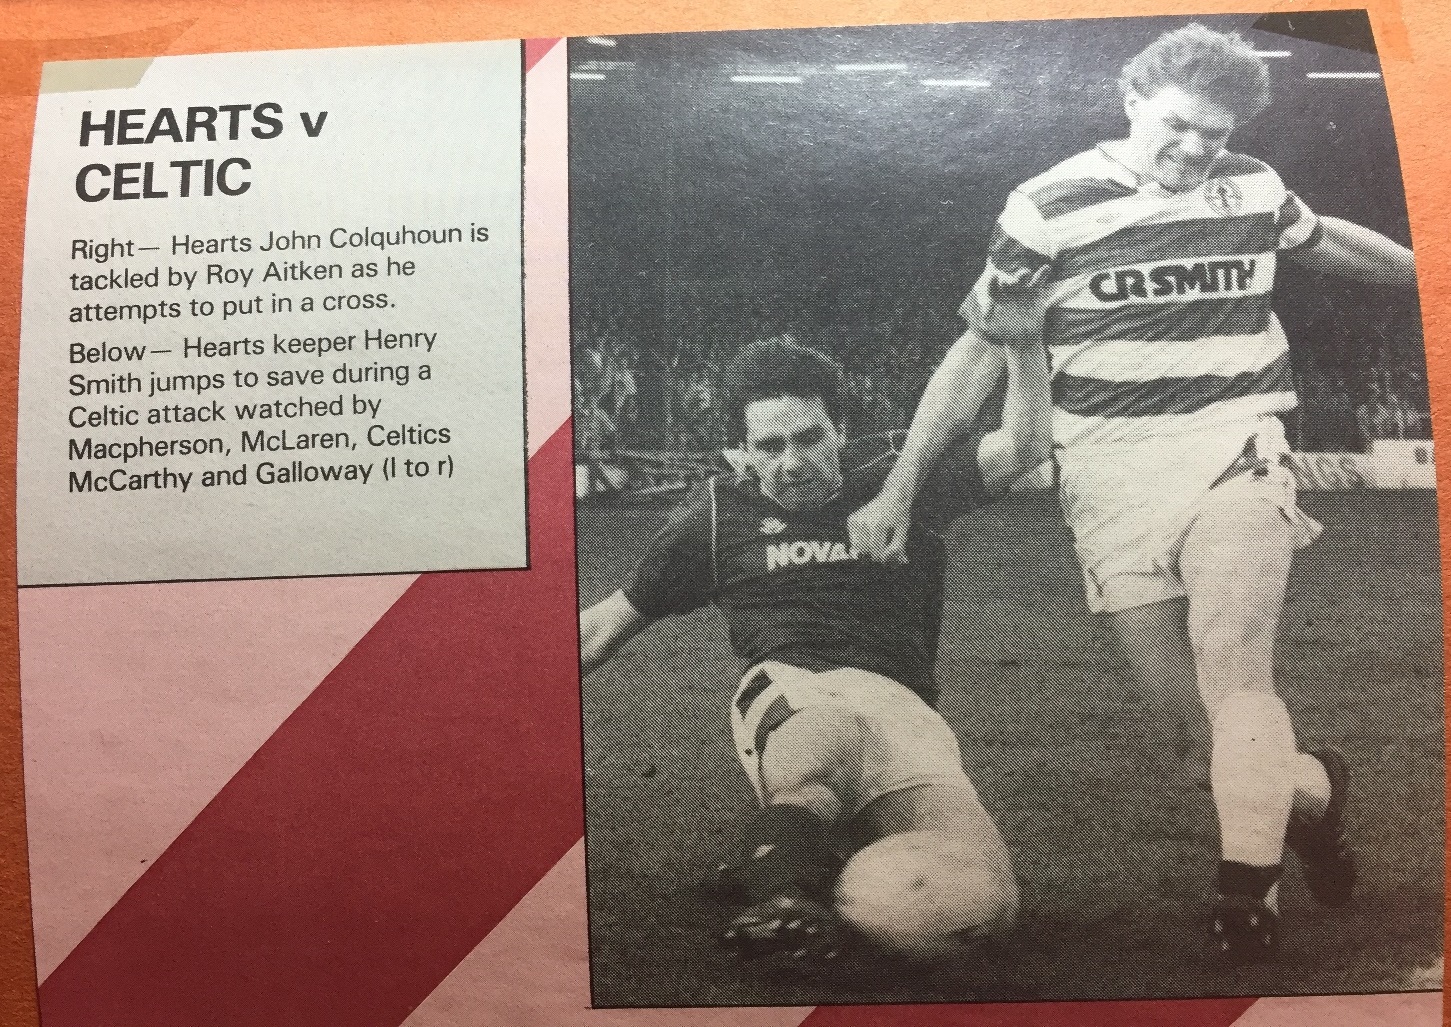 HEARTS v
CELTIC
Right— Hearts John Colquhoun is
tackled by Roy Aitken as he
attempts to put in a cross.
Below— Hearts keeper Henry
Smith jumps to save during a
Celtic attack watched by
Macpherson, McLaren, Celtics
McCarthy and Galloway (l to r)
CR SMITH
NOVA
NGS